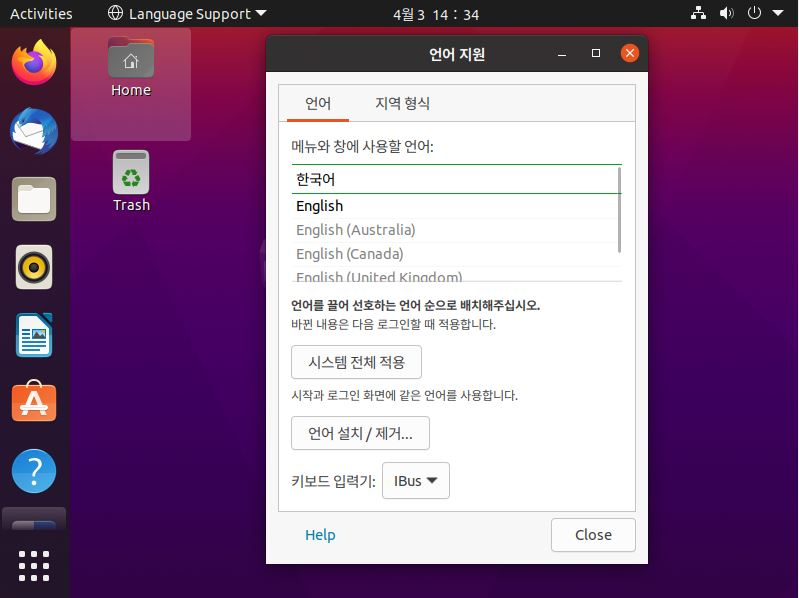 Activities
Language Support
4월 3 14 : 34
Home
Trash
언어 지원
언어
지역 형식
메뉴와 창에 사용할 언어:
한국어
English
English (Australia)
English (Canada)
English (United Kingdom)
언어를 끌어 선호하는 언어 순으로 배치해주십시오.
바뀐 내용은 다음 로그인할 때 적용합니다.
시스템 전체 적용
시작과 로그인 화면에 같은 언어를 사용합니다.
언어 설치 / 제거...
키보드 입력기: IBus
Help
Close